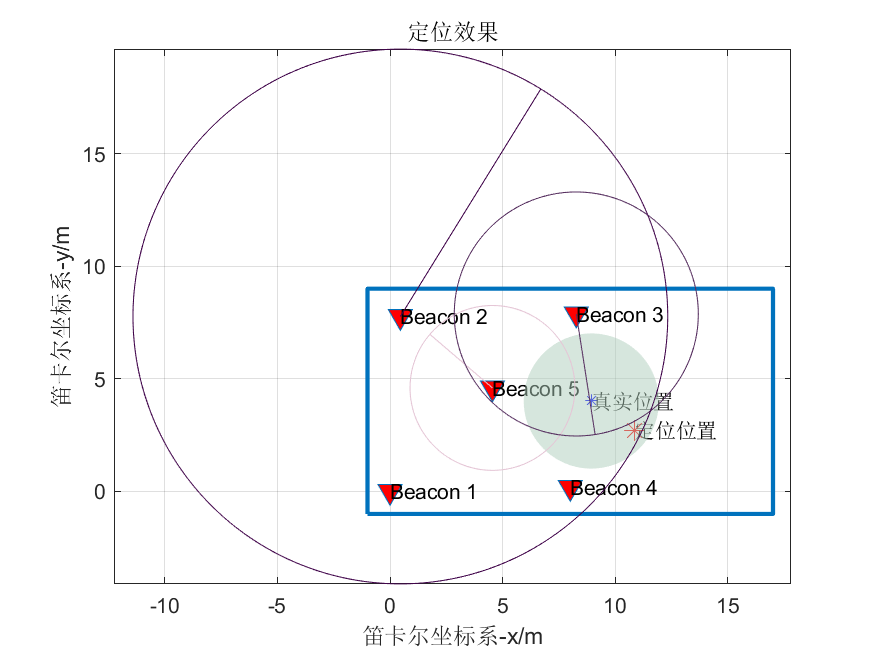 定位效果
笛卡尔坐标系-y/m
15
10
5
0
Beacon 2
Beacon 3
Beacon 5
真实位置
定位位置
Beacon 1
Beacon 4
-10
-5
0
5
10
15
笛卡尔坐标系-x/m